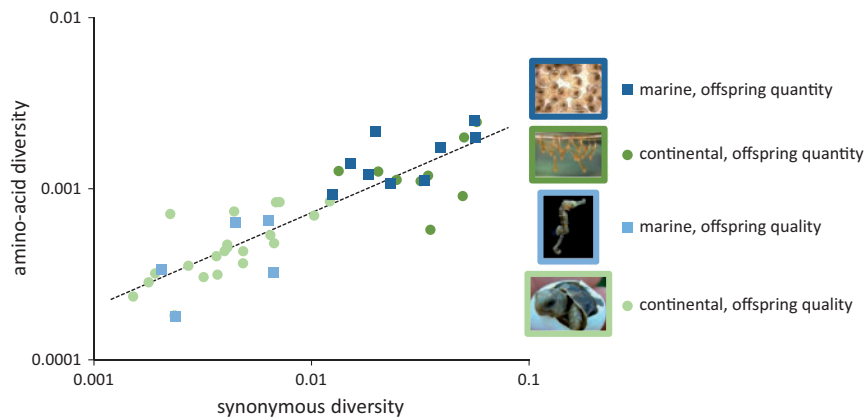 0.01
0.001
0.0001
0.001
0.01
0.1
amino-acid diversity
synonymous diversity
marine, offspring quantity
continental, offspring quantity
marine, offspring quality
continental, offspring quality